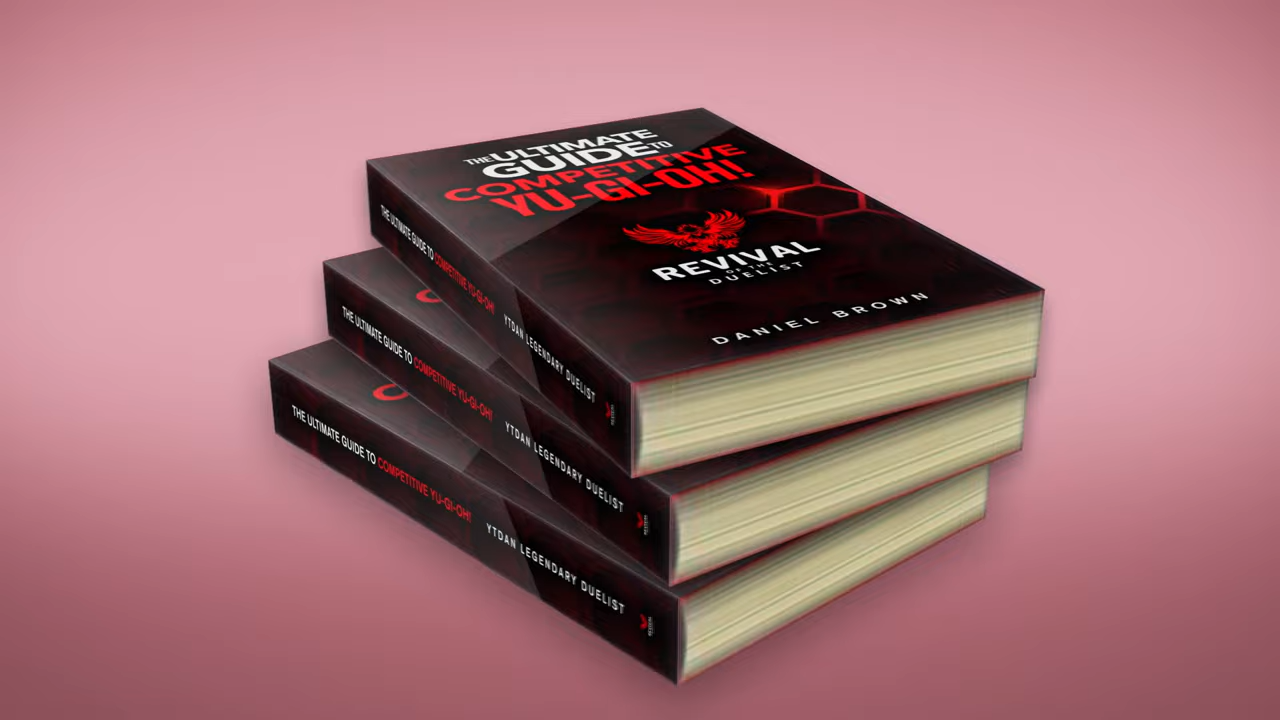 THE ULTIMATE
GUIDE TO
COMPETITIVE
YU-GI-OH!
REVIVAL
OF THE
DUELIST
DANIEL BROWN
THE ULTIMATE GUIDE TO COMPETITIVE YU-GI-OH! YTDAN LEGENDARY DUELIST
THE ULTIMATE GUIDE TO COMPETITIVE YU-GI-OH! YTDAN LEGENDARY DUELIST
THE ULTIMATE GUIDE TO COMPETITIVE YU-GI-OH! YTDAN LEGENDARY DUELIST